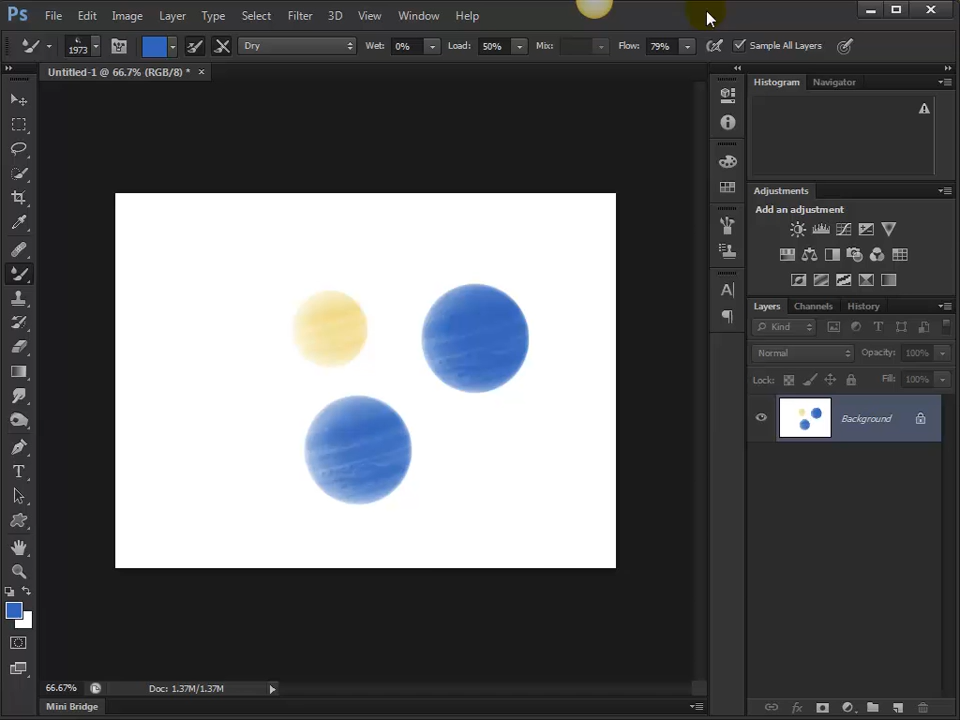 Ps File Edit Image Layer Type Select Filter 3D View Window Help
1973 Dry Wet: 0% Load: 50% Mix: Flow: 79% Sample All Layers
Untitled-1 @ 66.7% (RGB/8) * ×
Histogram Navigator
Adjustments
Add an adjustment
Layers Channels History
Kind
Normal Opacity: 100%
Lock: Fill: 100%
Background
66.67% Doc: 1.37M/1.37M
Mini Bridge